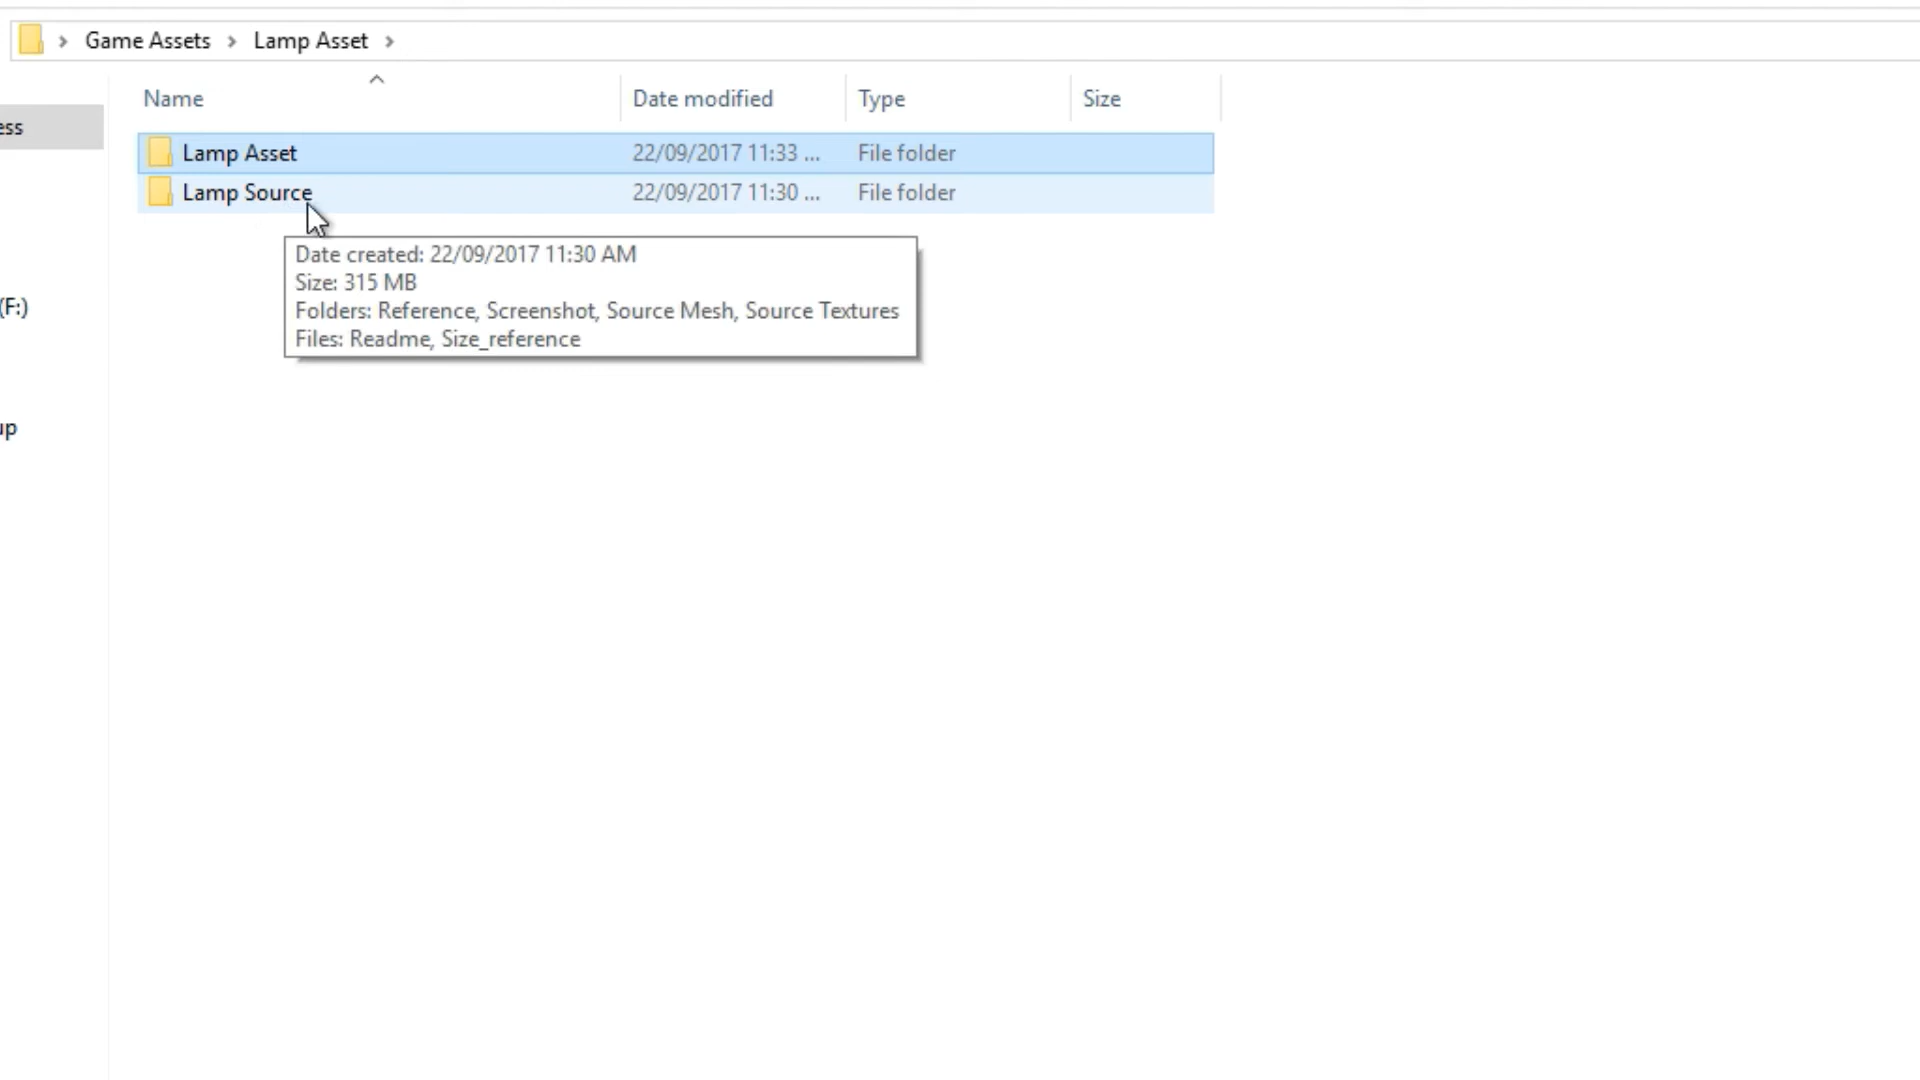 Game Assets > Lamp Asset >
Name Date modified Type Size
ess
Lamp Asset 22/09/2017 11:33 ... File folder
Lamp Source 22/09/2017 11:30 ... File folder
Date created: 22/09/2017 11:30 AM
Size: 315 MB
(F:)
Folders: Reference, Screenshot, Source Mesh, Source Textures
Files: Readme, Size_reference
up